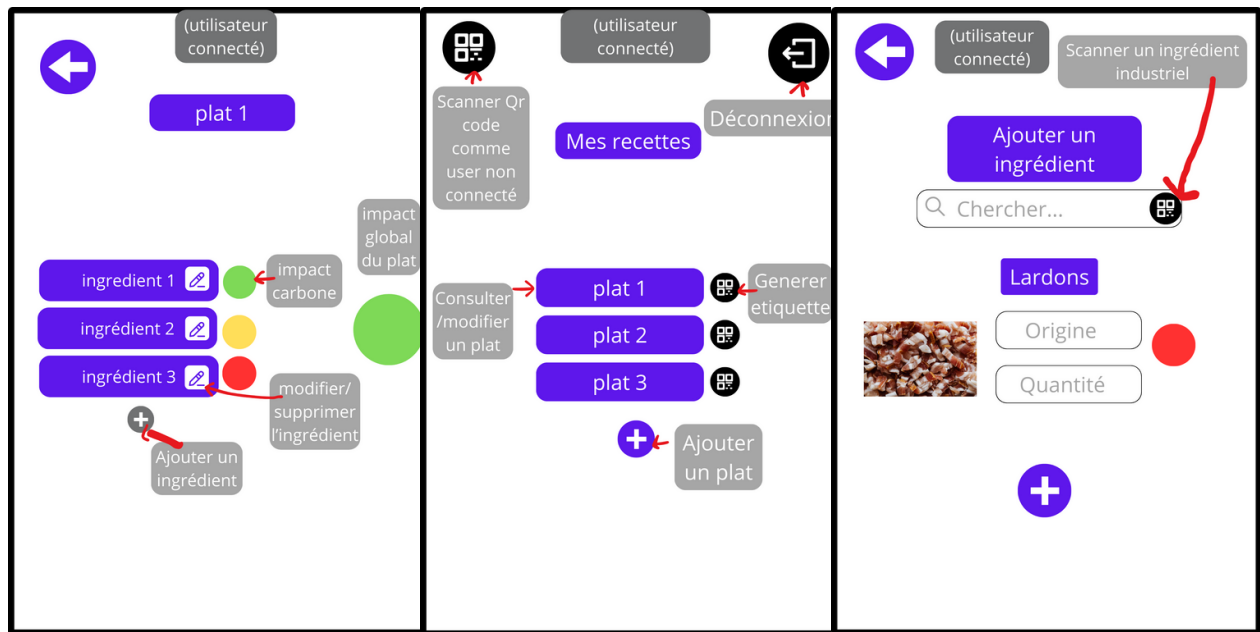 (utilisateur
connecté)
plat 1
impact
global
du plat
ingredient 1
impact
carbone
ingrédient 2
ingrédient 3
modifier/
supprimer
l'ingrédient
Ajouter un
ingrédient
(utilisateur
connecté)
Scanner Qr
code
comme
user non
connecté
Déconnexion
Mes recettes
Consulter
/modifier
un plat
plat 1
Generer
etiquette
plat 2
plat 3
Ajouter
un plat
(utilisateur
connecté)
Scanner un ingrédient
industriel
Ajouter un
ingrédient
Chercher...
Lardons
Origine
Quantité